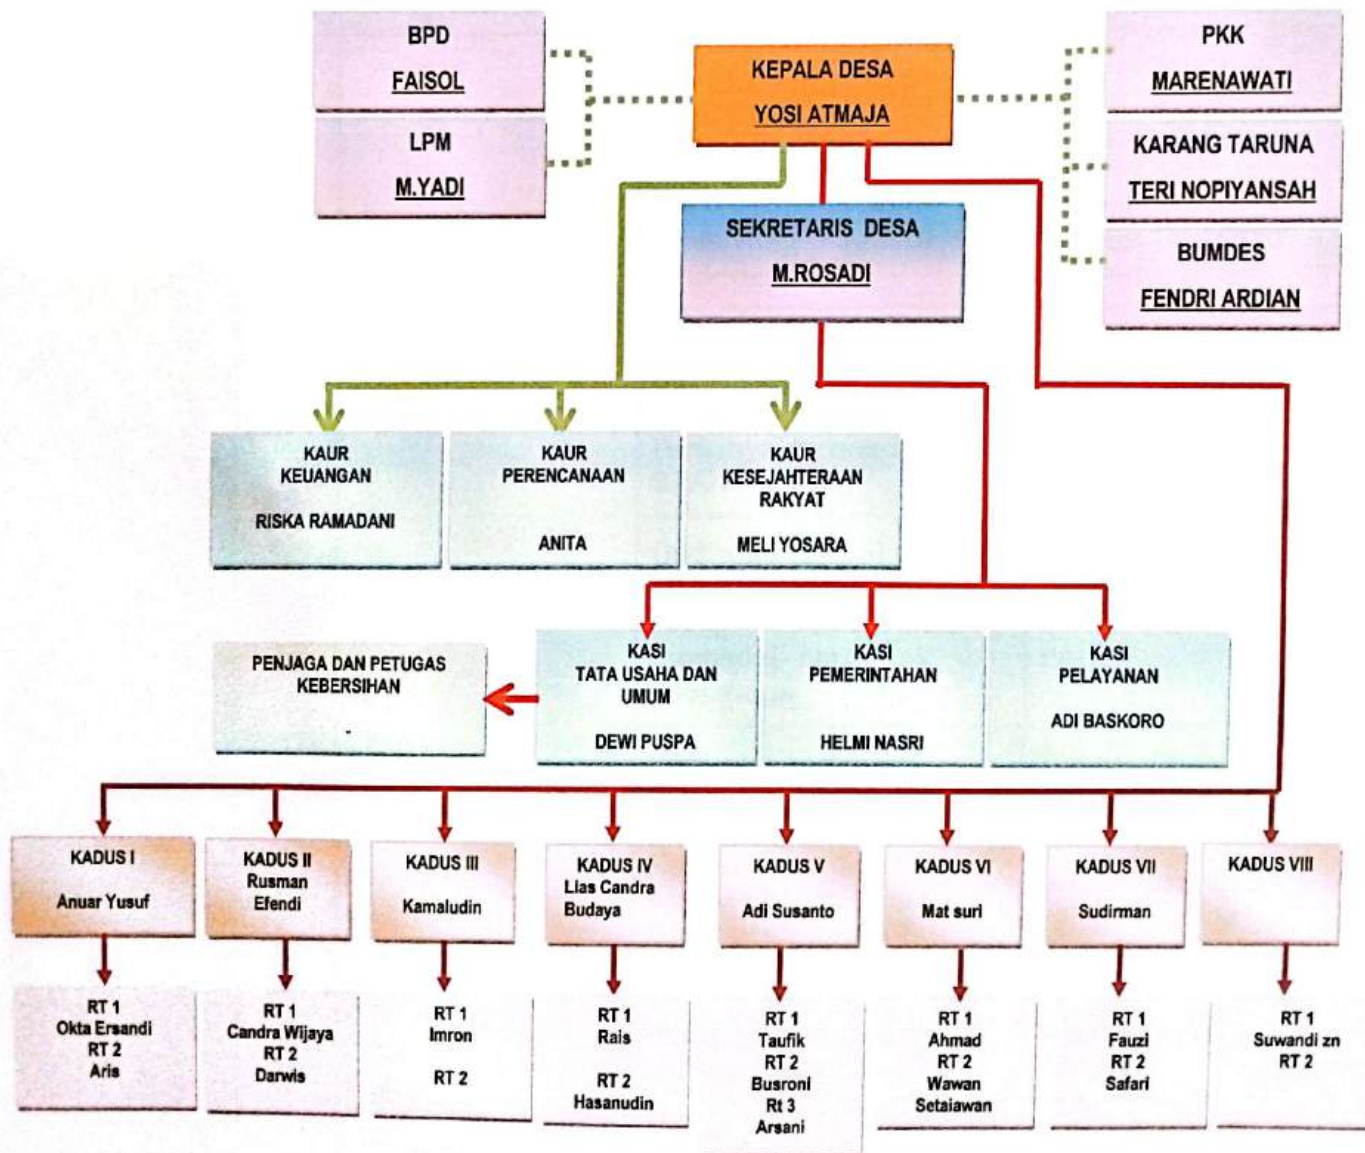 BPD
FAISOL
LPM
M.YADI
KEPALA DESA
YOSI ATMAJA
PKK
MARENAWATI
KARANG TARUNA
TERI NOPIYANSAH
BUMDES
FENDRI ARDIAN
SEKRETARIS DESA
M.ROSADI
KAUR
KEUANGAN
RISKA RAMADANI
KAUR
PERENCANAAN
ANITA
KAUR
KESEJAHTERAAN
RAKYAT
MELI YOSARA
PENJAGA DAN PETUGAS
KEBERSIHAN
-
KASI
TATA USAHA DAN
UMUM
DEWI PUSPA
KASI
PEMERINTAHAN
HELMI NASRI
KASI
PELAYANAN
ADI BASKORO
KADUS I
Anuar Yusuf
KADUS II
Rusman
Efendi
KADUS III
Kamaludin
KADUS IV
Lias Candra
Budaya
KADUS V
Adi Susanto
KADUS VI
Mat suri
KADUS VII
Sudirman
KADUS VIII
RT 1
Okta Ersandi
RT 2
Aris
RT 1
Candra Wijaya
RT 2
Darwis
RT 1
Imron
RT 2
RT 1
Rais
RT 2
Hasanudin
RT 1
Taufik
RT 2
Busroni
Rt 3
Arsani
RT 1
Ahmad
RT 2
Wawan
Setaiawan
RT 1
Fauzi
RT 2
Safari
RT 1
Suwandi zn
RT 2